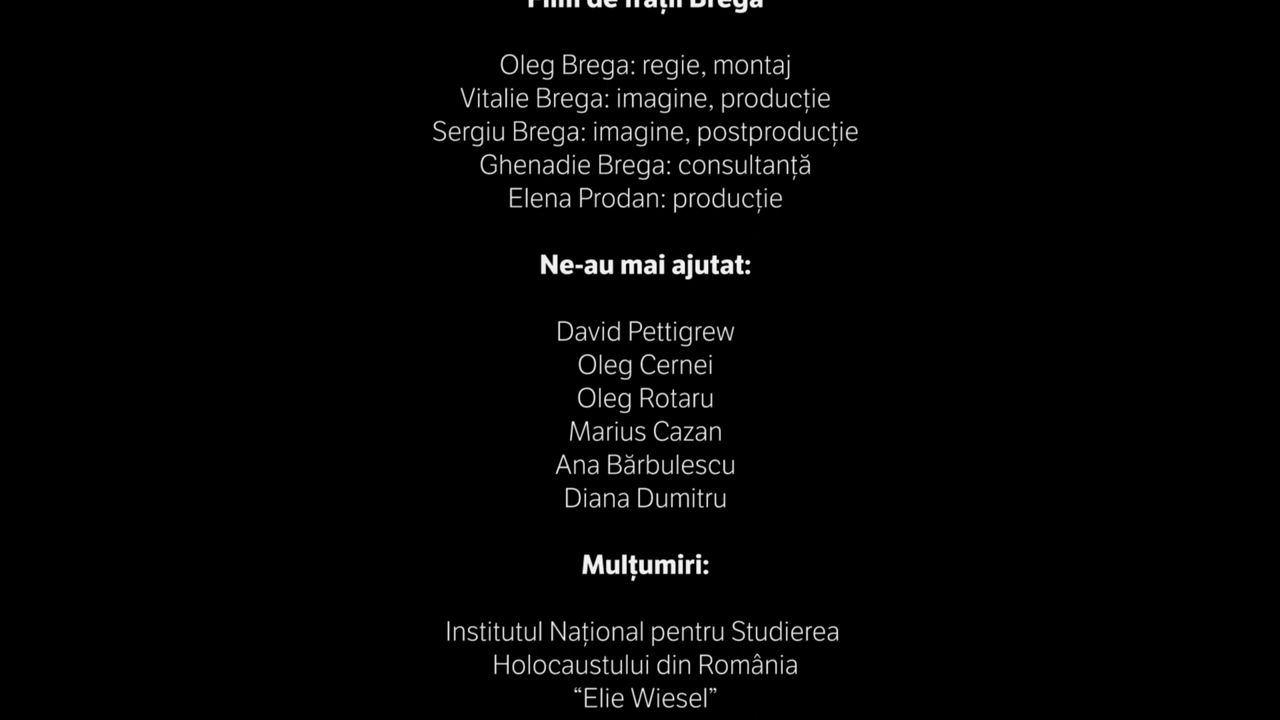 Film de frații Brega
Oleg Brega: regie, montaj
Vitalie Brega: imagine, producție
Sergiu Brega: imagine, postproducție
Ghenadie Brega: consultanță
Elena Prodan: producție
Ne-au mai ajutat:
David Pettigrew
Oleg Cernei
Oleg Rotaru
Marius Cazan
Ana Bărbulescu
Diana Dumitru
Mulțumiri:
Institutul Național pentru Studierea
Holocaustului din România
“Elie Wiesel”